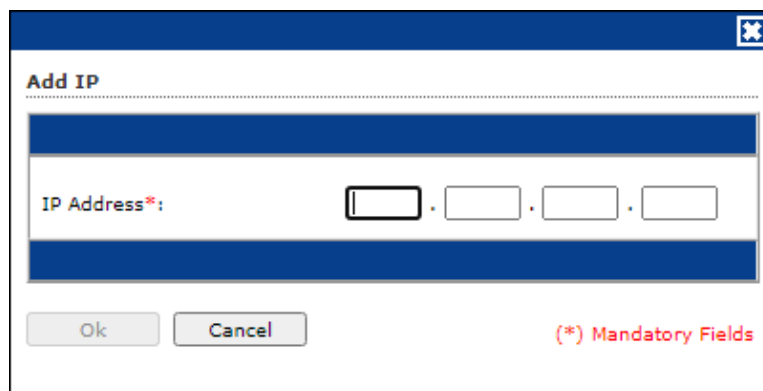 Add IP
IP Address*: . . .
Ok Cancel (*) Mandatory Fields